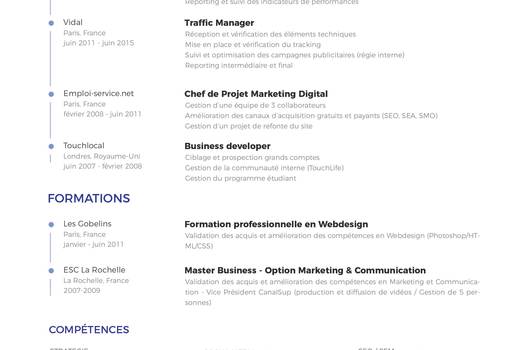 Reporting et suivi des indicateurs de performances
Vidal
Traffic Manager
Paris, France
Réception et vérification des éléments techniques
juin 2011 - juin 2015
Mise en place et vérification du tracking
Suivi et optimisation des campagnes publicitaires (régie interne)
Reporting intermédiaire et final
Emploi-service.net
Chef de Projet Marketing Digital
Paris, France
Gestion d'une équipe de 3 collaborateurs
février 2008 - juin 2011
Amélioration des canaux d'acquisition gratuits et payants (SEO, SEA, SMO)
Gestion d'un projet de refonte du site
Touchlocal
Business developer
Londres, Royaume-Uni
Ciblage et prospection grands comptes
juin 2007 - février 2008
Gestion de la communauté interne (TouchLife)
Gestion du programme étudiant
FORMATIONS
Les Gobelins
Formation professionnelle en Webdesign
Paris, France
Validation des acquis et amélioration des compétences en Webdesign (Photoshop/HT-
janvier - juin 2011
ML/CSS)
ESC La Rochelle
Master Business - Option Marketing & Communication
La Rochelle, France
Validation des acquis et amélioration des compétences en Marketing et Communica-
2007-2009
tion - Vice Président CanalSup (production et diffusion de vidéos / Gestion de 5 per-
sonnes)
COMPÉTENCES